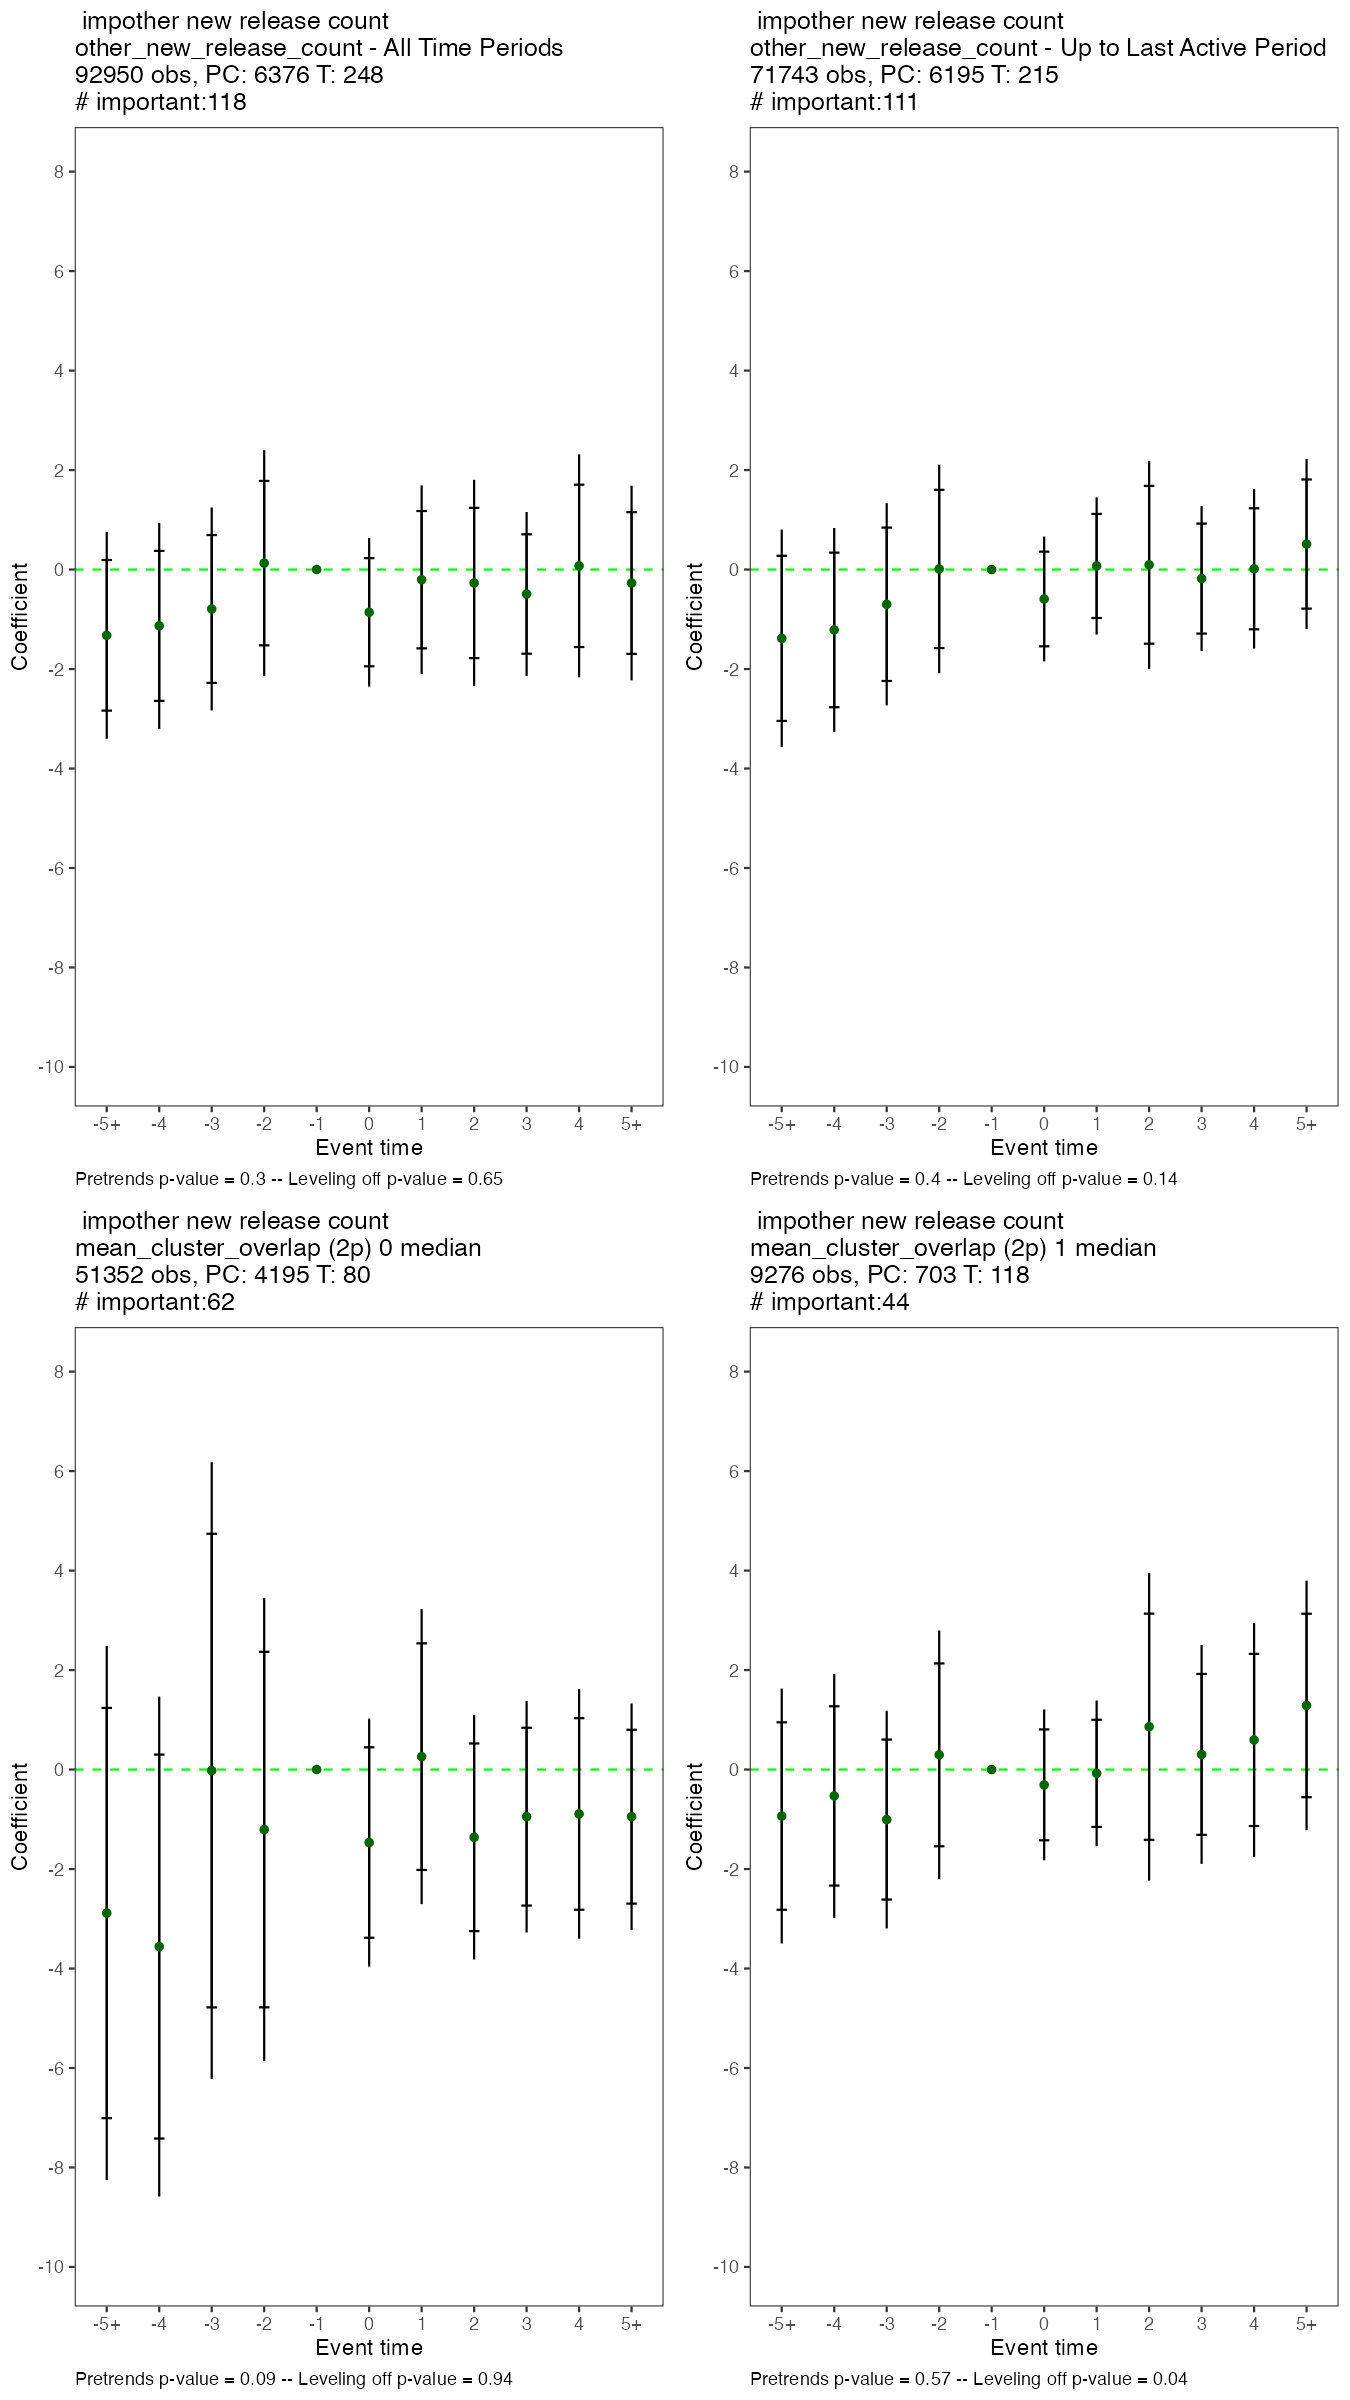 impother new release count
other_new_release_count - All Time Periods
92950 obs, PC: 6376 T: 248
# important:118
8
6
4
2
0
-2
-4
-6
-8
-10
Coefficient
-5+ -4 -3 -2 -1 0 1 2 3 4 5+
Event time
Pretrends p-value = 0.3 -- Leveling off p-value = 0.65
impother new release count
other_new_release_count - Up to Last Active Period
71743 obs, PC: 6195 T: 215
# important:111
8
6
4
2
0
-2
-4
-6
-8
-10
Coefficient
-5+ -4 -3 -2 -1 0 1 2 3 4 5+
Event time
Pretrends p-value = 0.4 -- Leveling off p-value = 0.14
impother new release count
mean_cluster_overlap (2p) 0 median
51352 obs, PC: 4195 T: 80
# important:62
8
6
4
2
0
-2
-4
-6
-8
-10
Coefficient
-5+ -4 -3 -2 -1 0 1 2 3 4 5+
Event time
Pretrends p-value = 0.09 -- Leveling off p-value = 0.94
impother new release count
mean_cluster_overlap (2p) 1 median
9276 obs, PC: 703 T: 118
# important:44
8
6
4
2
0
-2
-4
-6
-8
-10
Coefficient
-5+ -4 -3 -2 -1 0 1 2 3 4 5+
Event time
Pretrends p-value = 0.57 -- Leveling off p-value = 0.04